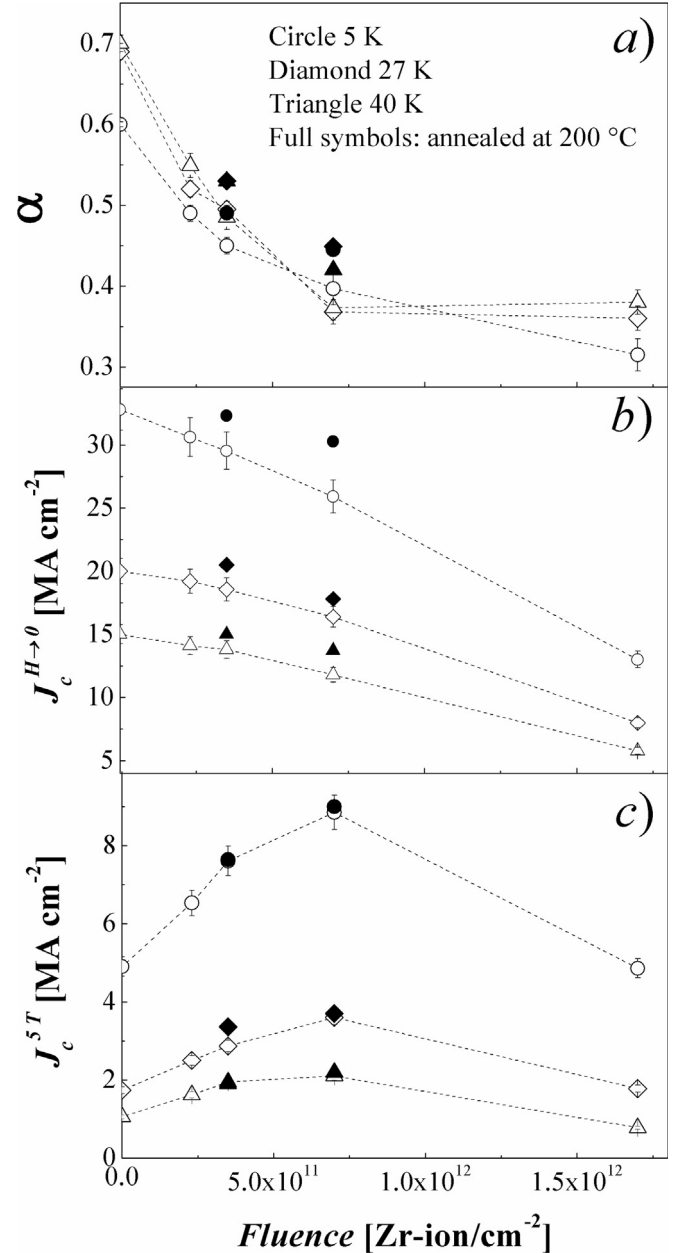 a)
Circle 5 K
Diamond 27 K
Triangle 40 K
Full symbols: annealed at 200 °C
0.7
0.6
0.5
0.4
0.3
α
b)
30
25
20
15
10
5
J_c^{H→0} [MA cm^{-2}]
c)
8
6
4
2
0
J_c^{5 T} [MA cm^{-2}]
0.0 5.0x10^{11} 1.0x10^{12} 1.5x10^{12}
Fluence [Zr-ion/cm^{-2}]